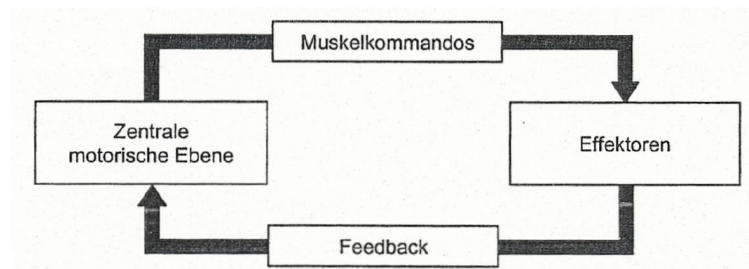 Muskelkommandos
Zentrale
motorische Ebene
Effektoren
Feedback